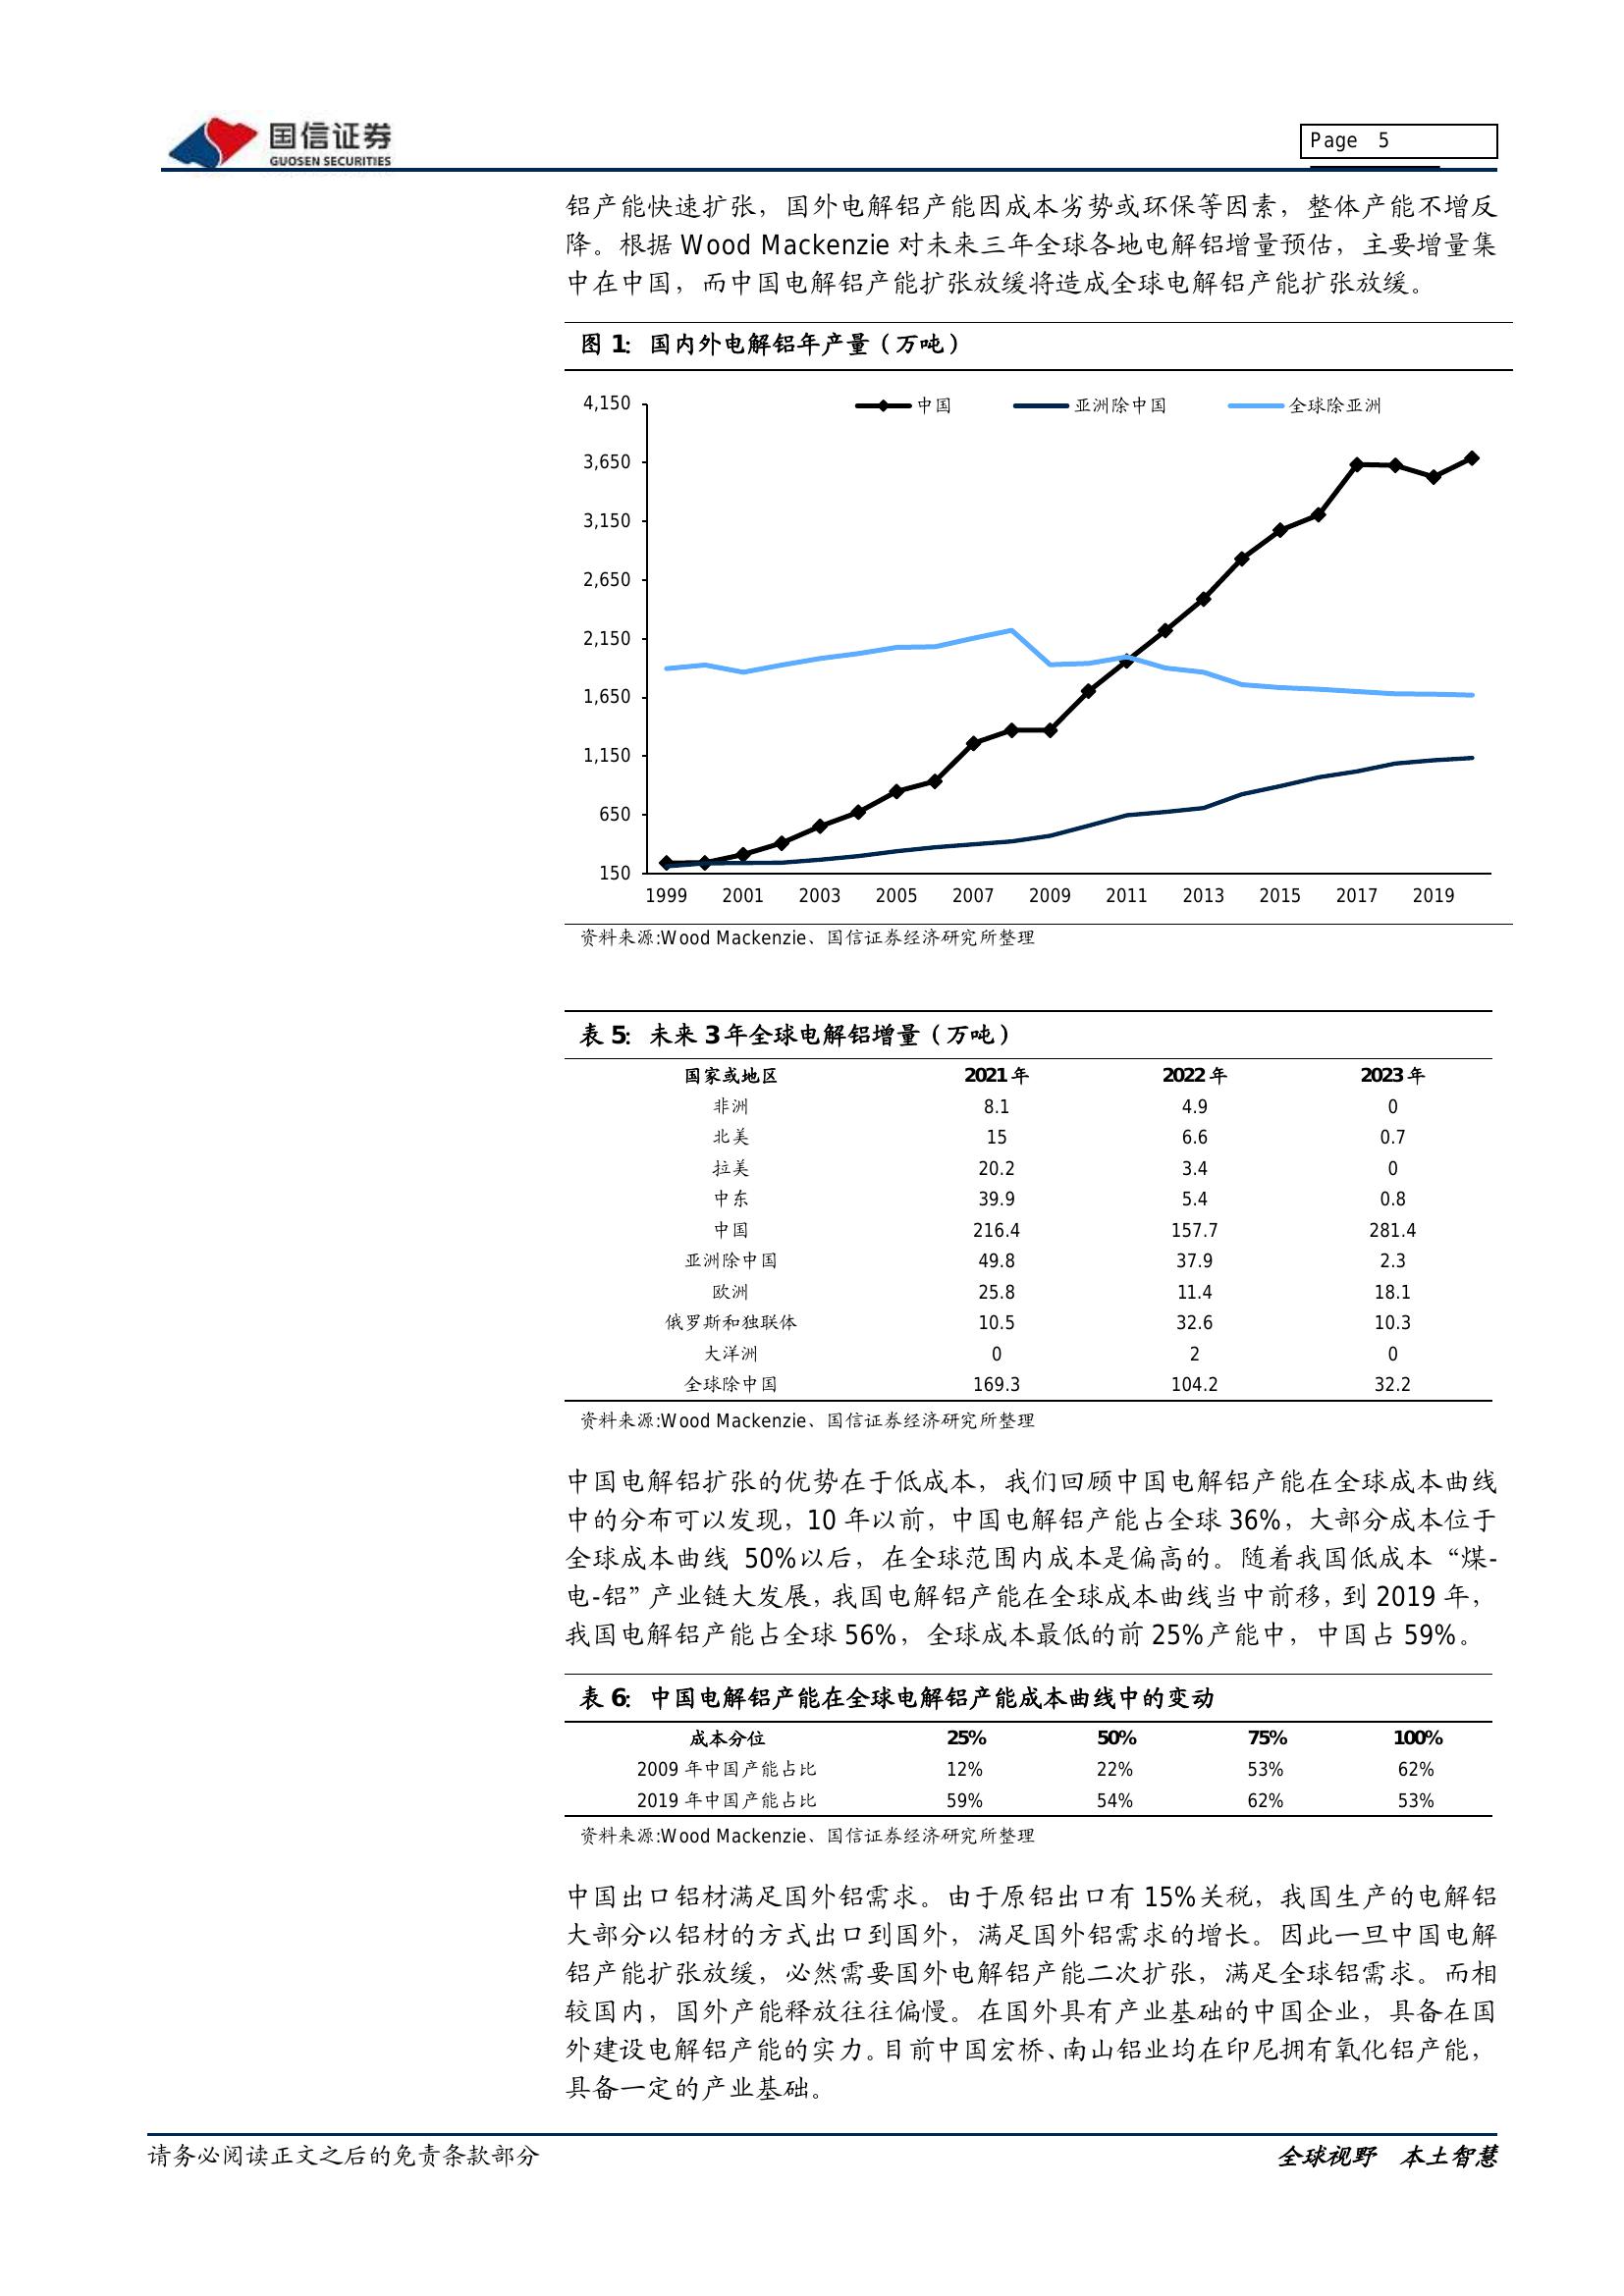 国信证券
GUOSEN SECURITIES
Page 5
铝产能快速扩张，国外电解铝产能因成本劣势或环保等因素，整体产能不增反
降。根据 Wood Mackenzie 对未来三年全球各地电解铝增量预估，主要增量集
中在中国，而中国电解铝产能扩张放缓将造成全球电解铝产能扩张放缓。
图 1: 国内外电解铝年产量（万吨）
中国 亚洲除中国 全球除亚洲
4,150
3,650
3,150
2,650
2,150
1,650
1,150
650
150
1999 2001 2003 2005 2007 2009 2011 2013 2015 2017 2019
资料来源:Wood Mackenzie、国信证券经济研究所整理
表 5: 未来 3 年全球电解铝增量（万吨）
国家或地区 2021 年 2022 年 2023 年
非洲 8.1 4.9 0
北美 15 6.6 0.7
拉美 20.2 3.4 0
中东 39.9 5.4 0.8
中国 216.4 157.7 281.4
亚洲除中国 49.8 37.9 2.3
欧洲 25.8 11.4 18.1
俄罗斯和独联体 10.5 32.6 10.3
大洋洲 0 2 0
全球除中国 169.3 104.2 32.2
资料来源:Wood Mackenzie、国信证券经济研究所整理
中国电解铝扩张的优势在于低成本，我们回顾中国电解铝产能在全球成本曲线
中的分布可以发现，10 年以前，中国电解铝产能占全球 36%，大部分成本位于
全球成本曲线 50%以后，在全球范围内成本是偏高的。随着我国低成本“煤-
电-铝”产业链大发展，我国电解铝产能在全球成本曲线当中前移，到 2019 年，
我国电解铝产能占全球 56%，全球成本最低的前 25%产能中，中国占 59%。
表 6: 中国电解铝产能在全球电解铝产能成本曲线中的变动
成本分位 25% 50% 75% 100%
2009 年中国产能占比 12% 22% 53% 62%
2019 年中国产能占比 59% 54% 62% 53%
资料来源:Wood Mackenzie、国信证券经济研究所整理
中国出口铝材满足国外铝需求。由于原铝出口有 15%关税，我国生产的电解铝
大部分以铝材的方式出口到国外，满足国外铝需求的增长。因此一旦中国电解
铝产能扩张放缓，必然需要国外电解铝产能二次扩张，满足全球铝需求。而相
较国内，国外产能释放往往偏慢。在国外具有产业基础的中国企业，具备在国
外建设电解铝产能的实力。目前中国宏桥、南山铝业均在印尼拥有氧化铝产能，
具备一定的产业基础。
请务必阅读正文之后的免责条款部分 全球视野 本土智慧